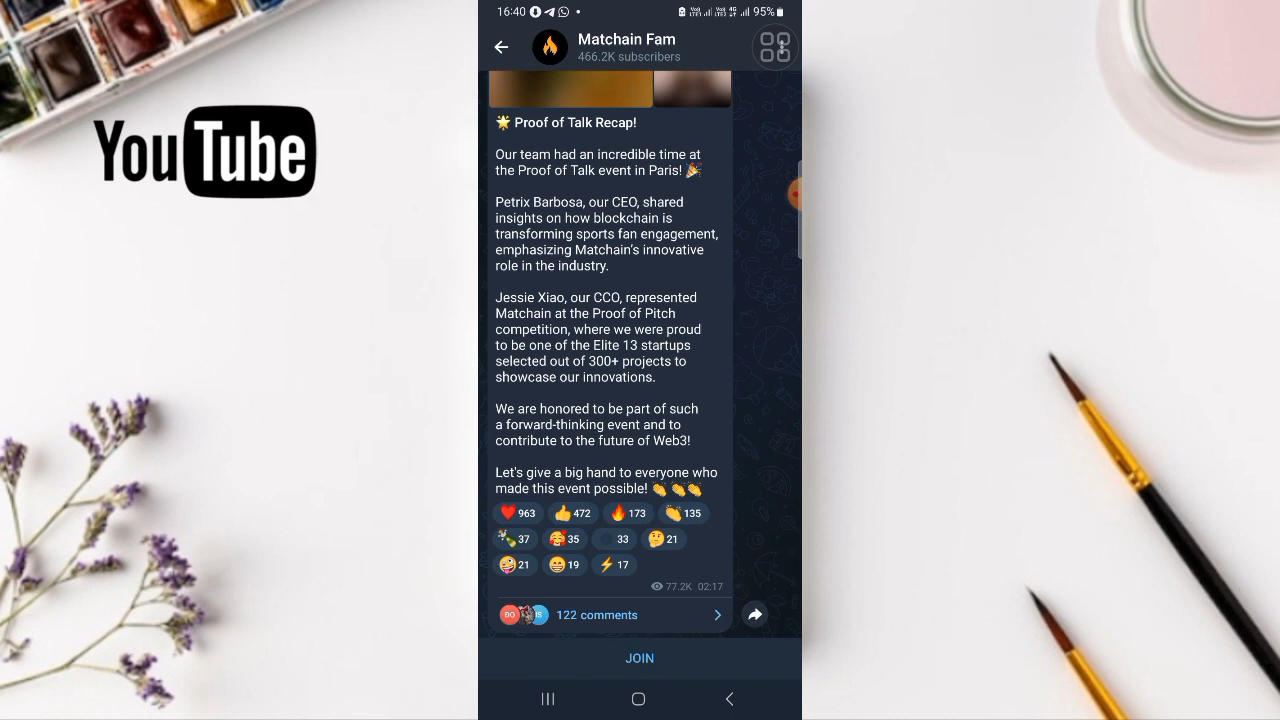 YouTube
16:40
95%
Matchain Fam
466.2K subscribers
🌟 Proof of Talk Recap!
Our team had an incredible time at
the Proof of Talk event in Paris! 🎉
Petrix Barbosa, our CEO, shared
insights on how blockchain is
transforming sports fan engagement,
emphasizing Matchain's innovative
role in the industry.
Jessie Xiao, our CCO, represented
Matchain at the Proof of Pitch
competition, where we were proud
to be one of the Elite 13 startups
selected out of 300+ projects to
showcase our innovations.
We are honored to be part of such
a forward-thinking event and to
contribute to the future of Web3!
Let's give a big hand to everyone who
made this event possible! 👏👏👏
❤️ 963 👍 472 🔥 173 👏 135
🍾 37 🥰 35 33 🤔 21
🤪 21 😁 19 ⚡ 17
77.2K 02:17
DO IS 122 comments
JOIN